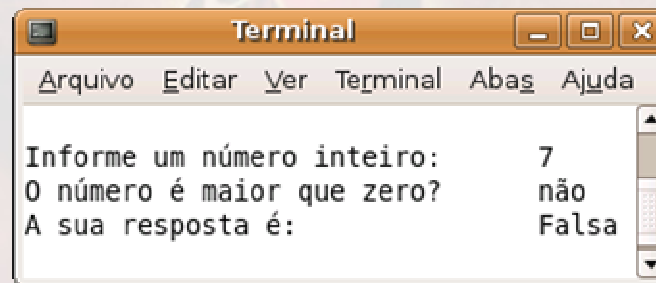 Terminal
Arquivo Editar Ver Terminal Abas Ajuda
Informe um número inteiro: 7
O número é maior que zero? não
A sua resposta é: Falsa